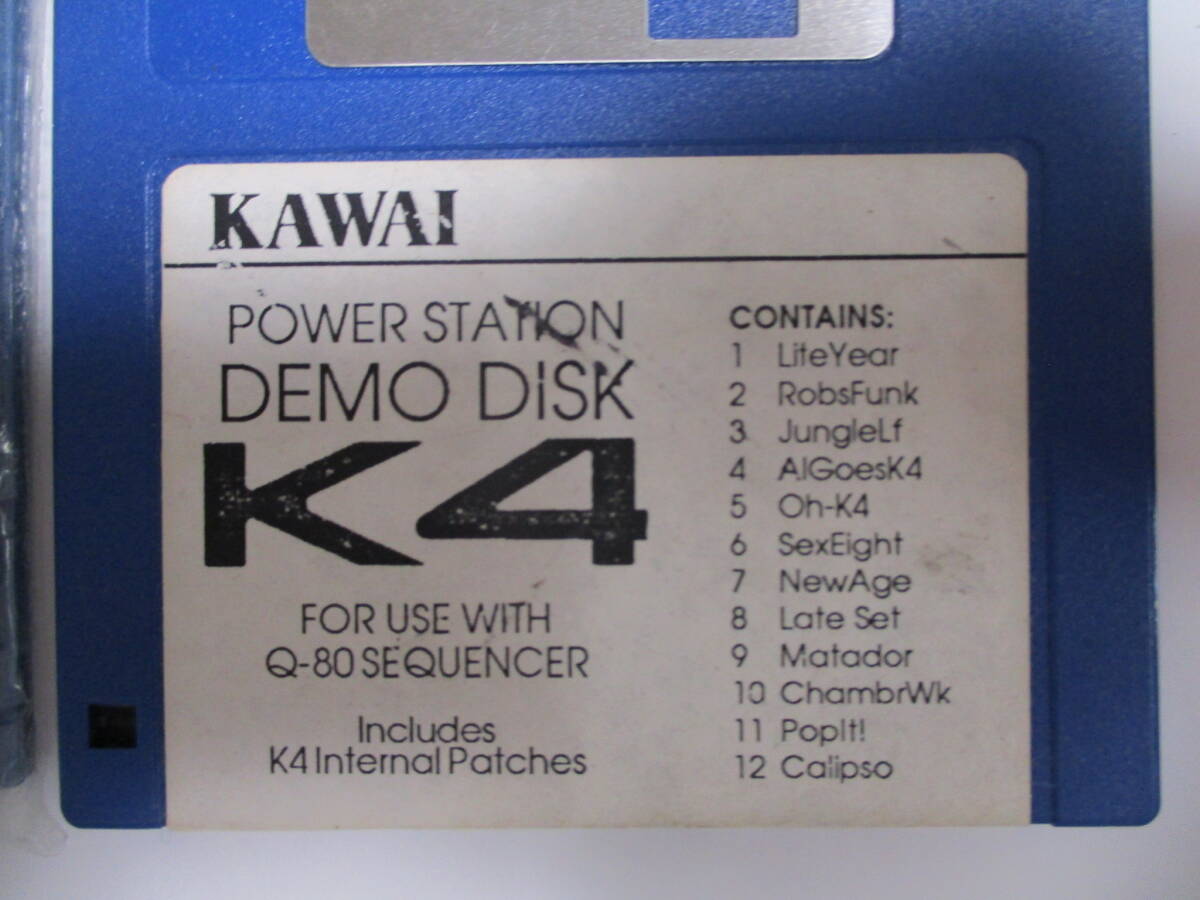 KAWAI
POWER STATION
DEMO DISK
K4
FOR USE WITH
Q-80 SEQUENCER
Includes
K4 Internal Patches
CONTAINS:
1 LiteYear
2 RobsFunk
3 JungleLf
4 AlGoesK4
5 Oh-K4
6 SexEight
7 NewAge
8 Late Set
9 Matador
10 ChambrWk
11 PopIt!
12 Calipso